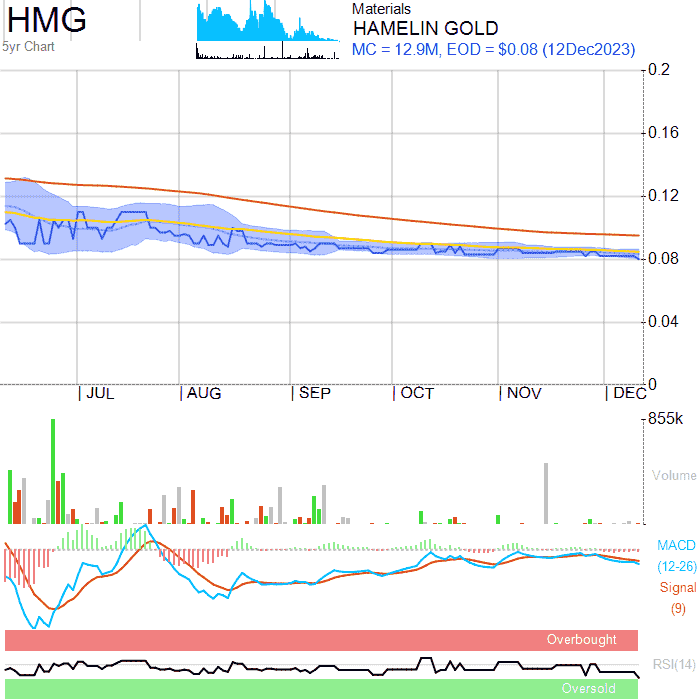 HMG
5yr Chart
Materials
HAMELIN GOLD
MC = 12.9M, EOD = $0.08 (12Dec2023)
0.2
0.16
0.12
0.08
0.04
0
| JUL | AUG | SEP | OCT | NOV | DEC
855k
Volume
MACD
(12-26)
Signal
(9)
Overbought
RSI(14)
Oversold